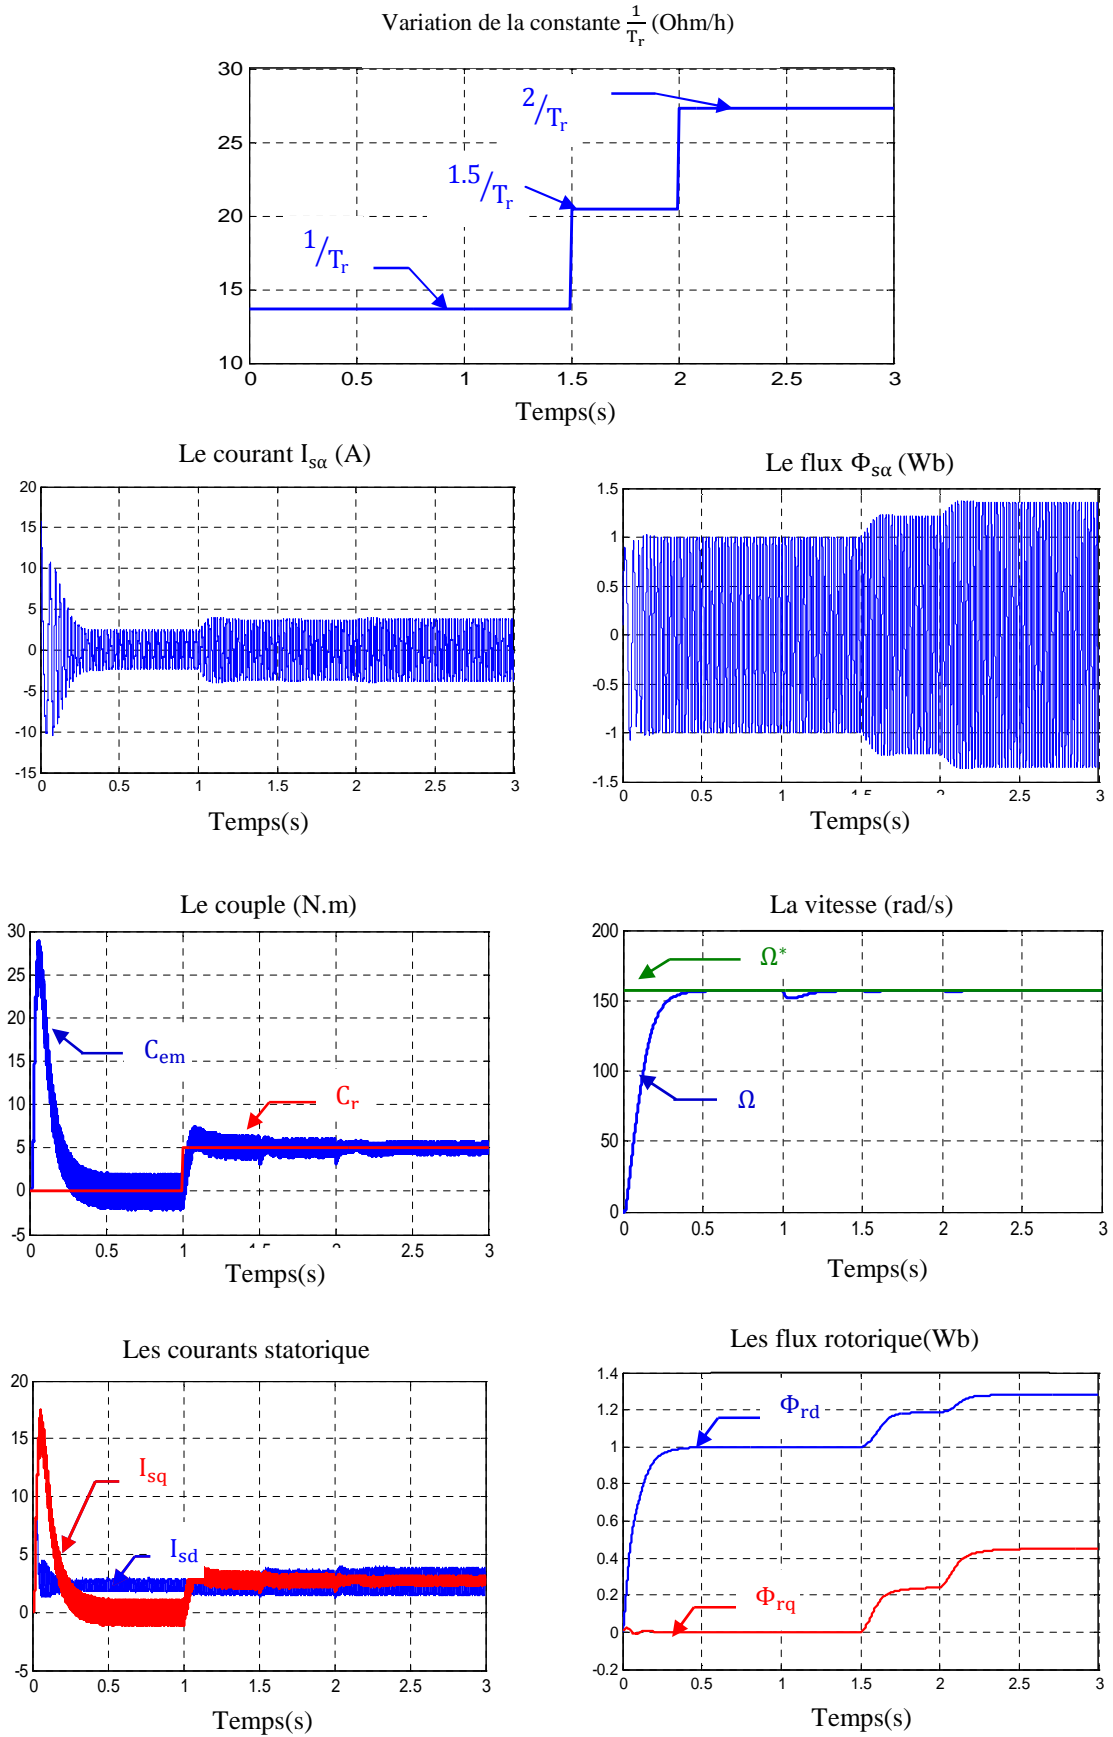 Variation de la constante 1/Tr (Ohm/h)
30
25
20
15
10
2/Tr
1.5/Tr
1/Tr
0 0.5 1 1.5 2 2.5 3
Temps(s)
Le courant Isα (A)
20
15
10
5
0
-5
-10
-15
0 0.5 1 1.5 2 2.5 3
Temps(s)
Le flux Φsα (Wb)
1.5
1
0.5
0
-0.5
-1
-1.5
0 0.5 1 2.5 3
Temps(s)
Le couple (N.m)
30
25
20
15
10
5
0
-5
Cem
Cr
0 0.5 1 2.5 3
Temps(s)
La vitesse (rad/s)
200
150
100
50
0
Ω*
Ω
0 0.5 1 1.5 2 2.5 3
Temps(s)
Les courants statorique
20
15
10
5
0
-5
Isq
Isd
0 0.5 1 1.5 2 2.5 3
Temps(s)
Les flux rotorique(Wb)
1.4
1.2
1
0.8
0.6
0.4
0.2
0
-0.2
Φrd
Φrq
0 0.5 1 1.5 2 2.5 3
Temps(s)